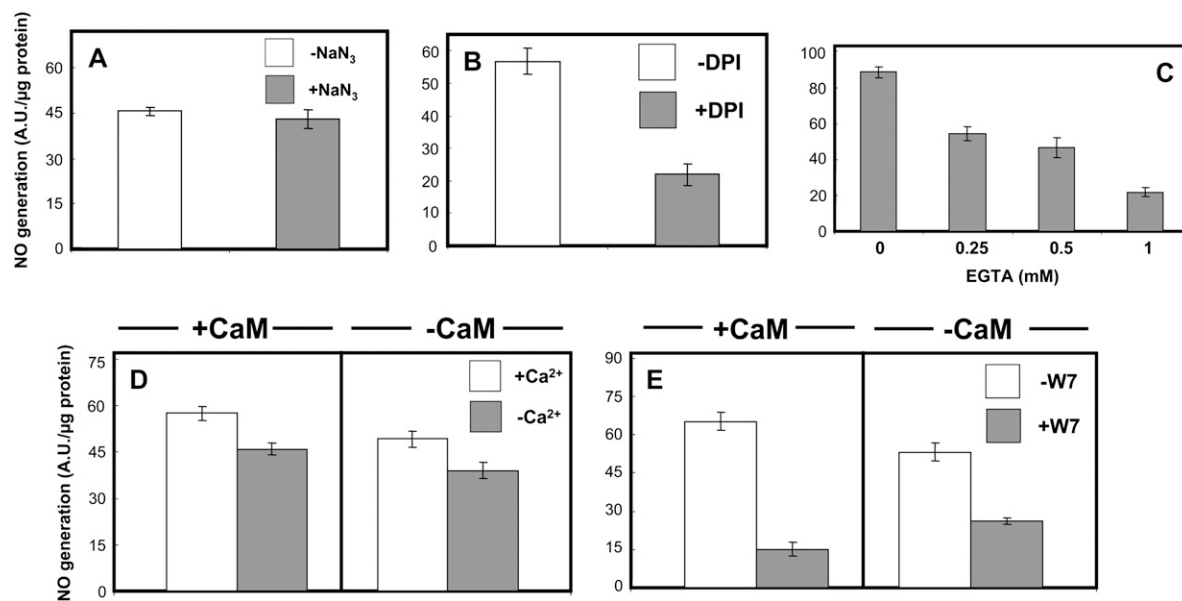 A
-NaN₃
+NaN₃
NO generation (A.U./µg protein)
60
45
30
15
0
B
-DPI
+DPI
60
50
40
30
20
10
0
C
100
80
60
40
20
0
0 0.25 0.5 1
EGTA (mM)
+CaM -CaM
D
+Ca²⁺
-Ca²⁺
NO generation (A.U./µg protein)
75
60
45
30
15
0
+CaM -CaM
E
-W7
+W7
90
75
60
45
30
15
0